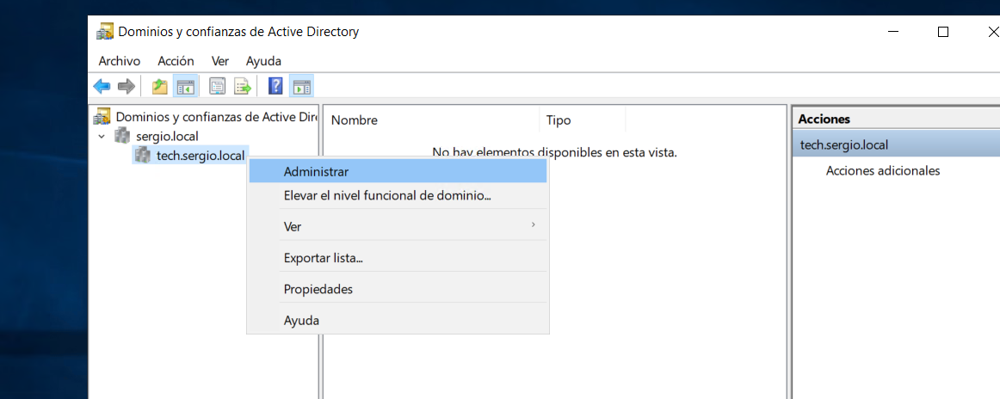 Dominios y confianzas de Active Directory
Archivo Acción Ver Ayuda
Dominios y confianzas de Active Dire
sergio.local
tech.sergio.local
Nombre Tipo
No hay elementos disponibles en esta vista.
Administrar
Elevar el nivel funcional de dominio...
Ver
Exportar lista...
Propiedades
Ayuda
Acciones
tech.sergio.local
Acciones adicionales